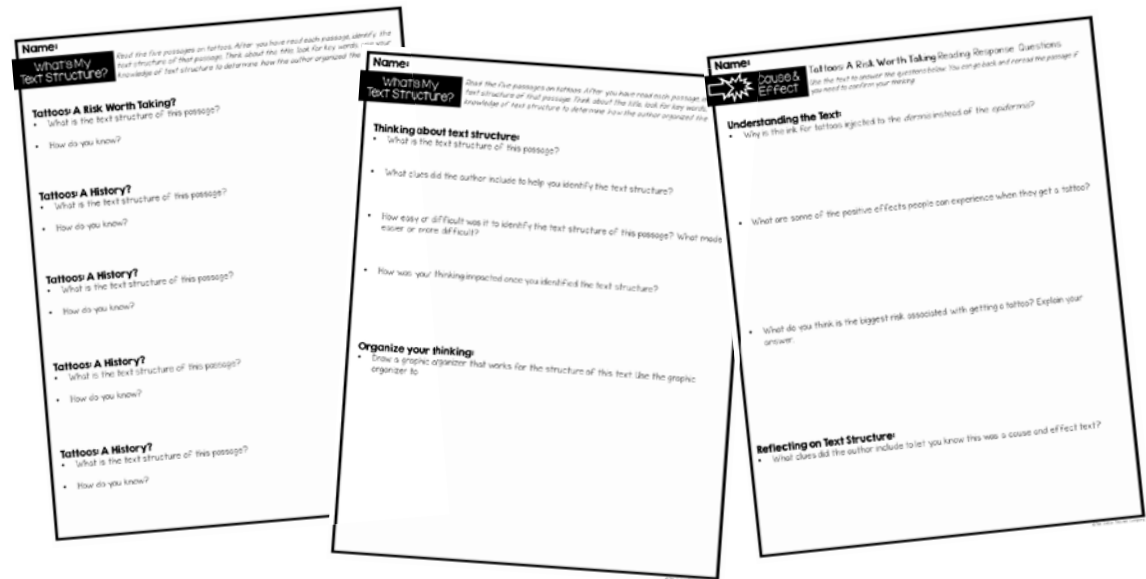 Name:
What's My
Text Structure?
Read the five passages on tattoos. After you have read each passage, identify the
text structure of that passage. Think about the title, look for key words, use your
knowledge of text structure to determine how the author organized the
Tattoos: A Risk Worth Taking?
• What is the text structure of this passage?
• How do you know?
Tattoos: A History?
• What is the text structure of this passage?
• How do you know?
Tattoos: A History?
• What is the text structure of this passage?
• How do you know?
Tattoos: A History?
• What is the text structure of this passage?
• How do you know?
Tattoos: A History?
• What is the text structure of this passage?
• How do you know?
Name:
What's My
Text Structure?
Read the five passages on tattoos. After you have read each passage,
text structure of that passage. Think about the title, look for key words,
knowledge of text structure to determine how the author organized the
Thinking about text structure:
• What is the text structure of this passage?
• What clues did the author include to help you identify the text structure?
• How easy or difficult was it to identify the text structure of this passage? What made
easier or more difficult?
• How was your thinking impacted once you identified the text structure?
Organize your thinking:
• Draw a graphic organizer that works for the structure of this text. Use the graphic
organizer to
Name:
Cause &
Effect
Tattoos: A Risk Worth Taking Reading Response Questions
Use the text to answer the questions below. You can go back and reread the passage if
you need to confirm your thinking.
Understanding the Text:
• Why is the ink for tattoos injected to the dermis instead of the epidermis?
• What are some of the positive effects people can experience when they get a tattoo?
• What do you think is the biggest risk associated with getting a tattoo? Explain your
answer.
Reflecting on Text Structure:
• What clues did the author include to let you know this was a cause and effect text?